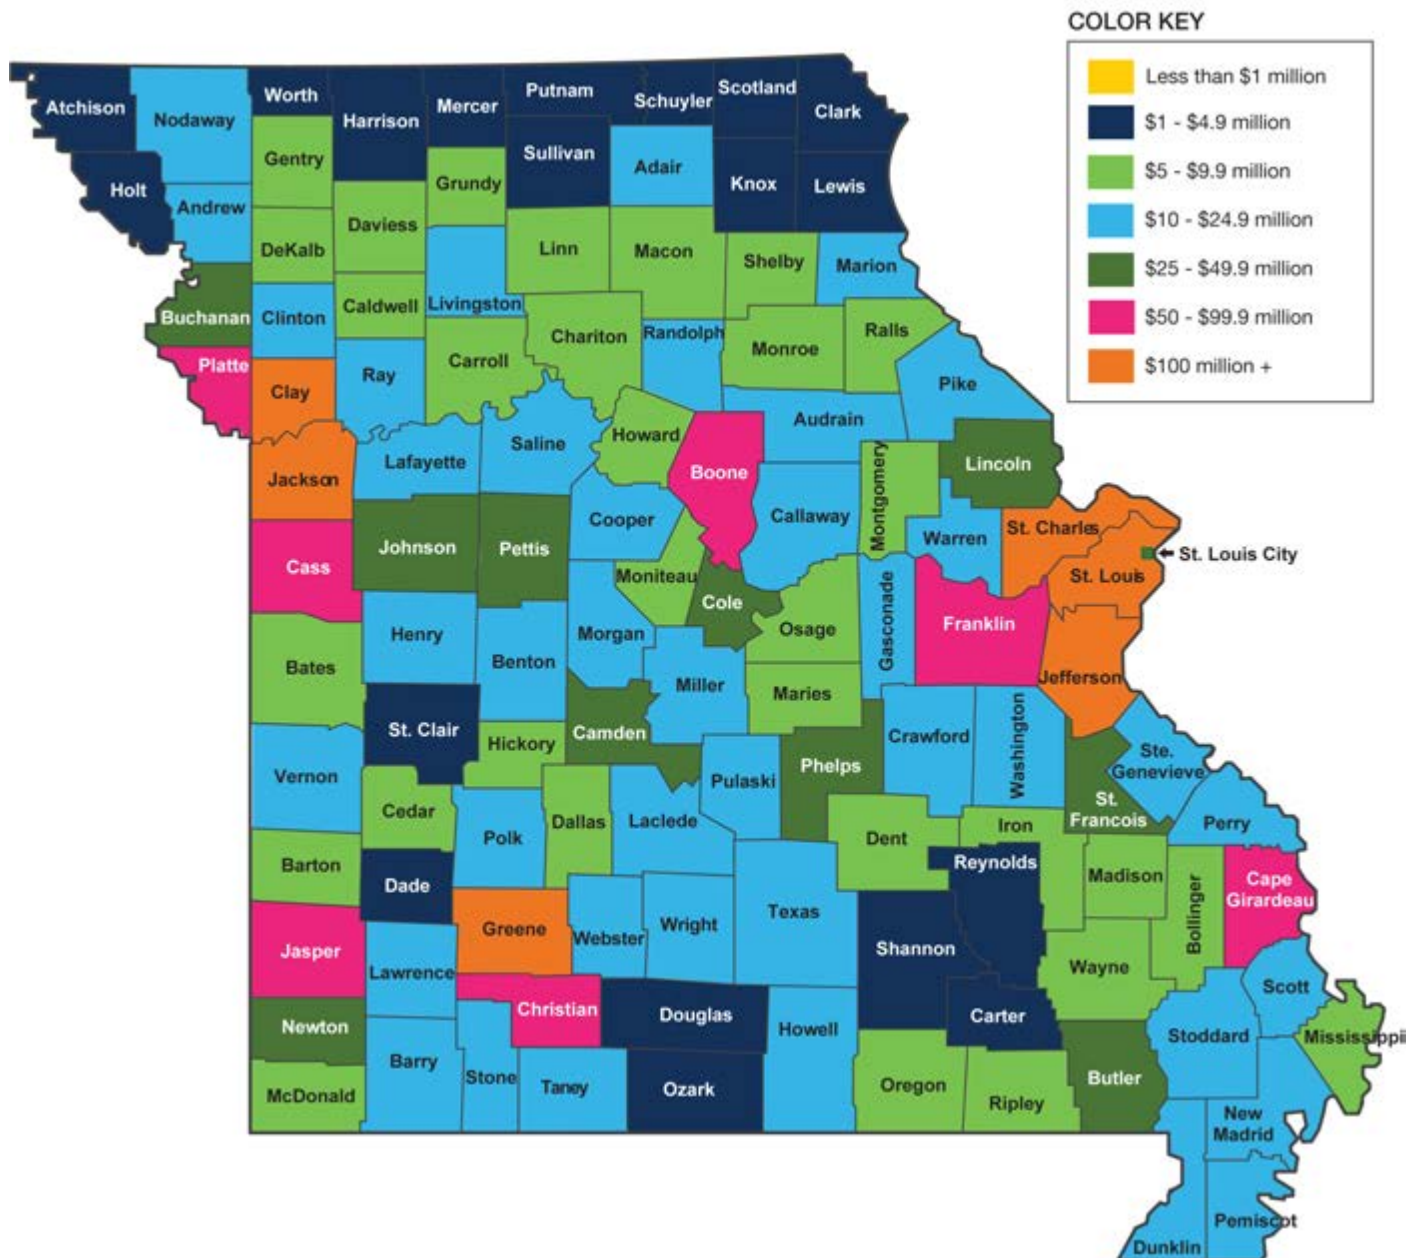 COLOR KEY
Less than $1 million
$1 - $4.9 million
$5 - $9.9 million
$10 - $24.9 million
$25 - $49.9 million
$50 - $99.9 million
$100 million +
Atchison
Nodaway
Worth
Harrison
Mercer
Putnam
Schuyler
Scotland
Clark
Holt
Andrew
Gentry
Grundy
Sullivan
Adair
Knox
Lewis
DeKalb
Daviess
Linn
Macon
Shelby
Marion
Buchanan
Clinton
Caldwell
Livingston
Chariton
Randolph
Monroe
Ralls
Platte
Clay
Ray
Carroll
Pike
Jackson
Lafayette
Saline
Howard
Boone
Audrain
Montgomery
Lincoln
Cass
Johnson
Pettis
Cooper
Moniteau
Callaway
Warren
St. Charles
St. Louis
St. Louis City
Cole
Osage
Gasconade
Franklin
Jefferson
Bates
Henry
Benton
Morgan
Miller
Maries
St. Clair
Hickory
Camden
Pulaski
Phelps
Crawford
Washington
Ste.
Genevieve
St.
Francois
Vernon
Cedar
Polk
Dallas
Laclede
Dent
Iron
Perry
Barton
Dade
Reynolds
Madison
Bollinger
Cape
Girardeau
Jasper
Greene
Webster
Wright
Texas
Shannon
Wayne
Lawrence
Scott
Newton
Christian
Douglas
Howell
Carter
Stoddard
Mississippii
McDonald
Barry
Stone
Taney
Ozark
Oregon
Ripley
Butler
New
Madrid
Pemiscot
Dunklin